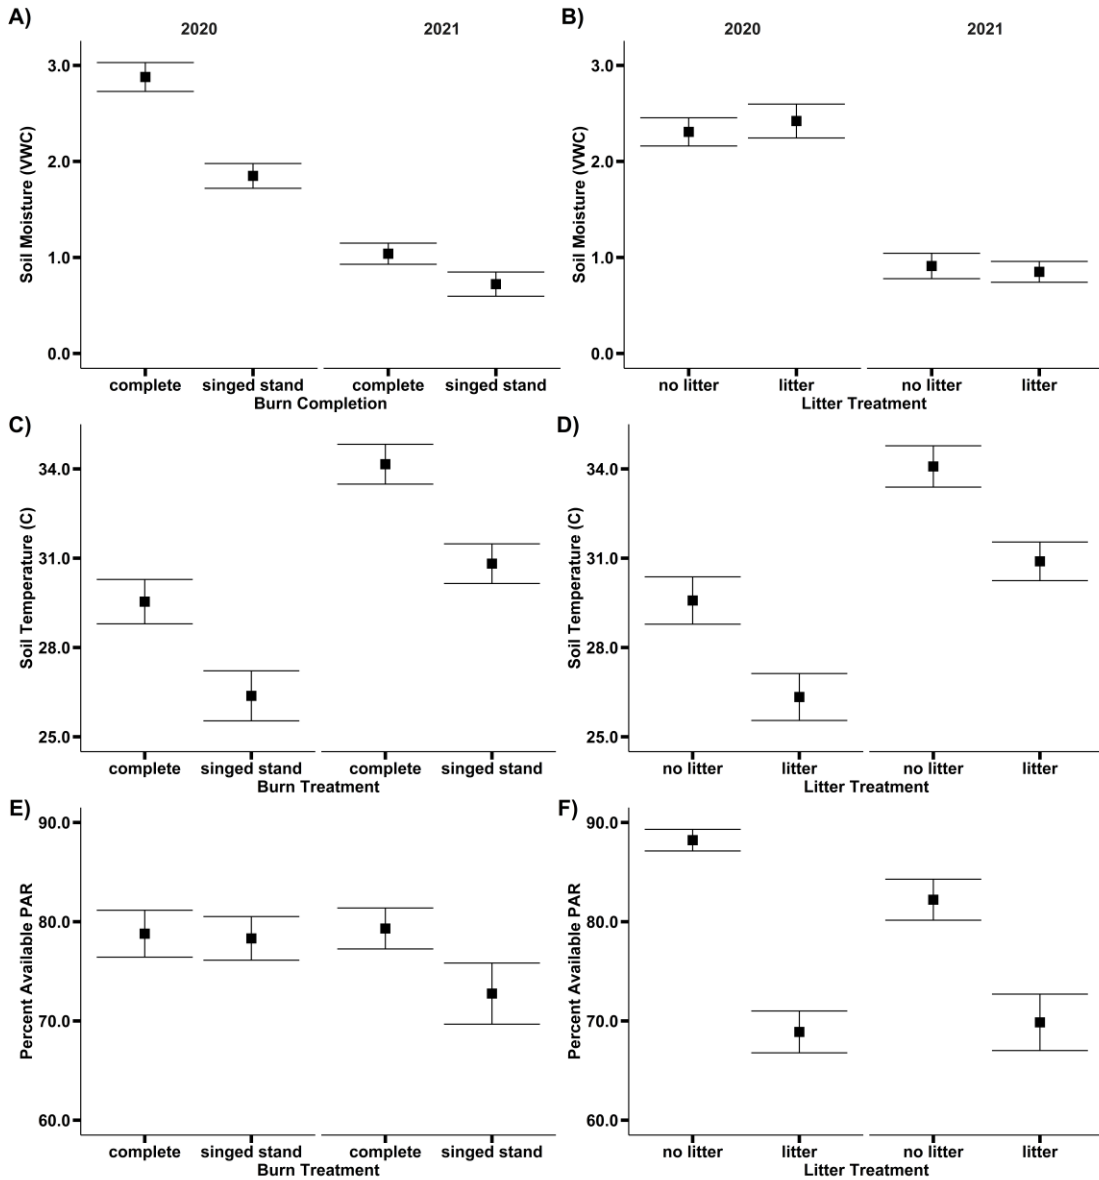 A)
2020 2021
Soil Moisture (VWC)
3.0
2.0
1.0
0.0
complete singed stand complete singed stand
Burn Completion
B)
2020 2021
Soil Moisture (VWC)
3.0
2.0
1.0
0.0
no litter litter no litter litter
Litter Treatment
C)
Soil Temperature (C)
34.0
31.0
28.0
25.0
complete singed stand complete singed stand
Burn Treatment
D)
Soil Temperature (C)
34.0
31.0
28.0
25.0
no litter litter no litter litter
Litter Treatment
E)
Percent Available PAR
90.0
80.0
70.0
60.0
complete singed stand complete singed stand
Burn Treatment
F)
Percent Available PAR
90.0
80.0
70.0
60.0
no litter litter no litter litter
Litter Treatment